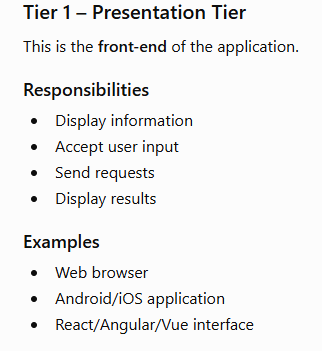 Tier 1 – Presentation Tier
This is the front-end of the application.
Responsibilities
• Display information
• Accept user input
• Send requests
• Display results
Examples
• Web browser
• Android/iOS application
• React/Angular/Vue interface